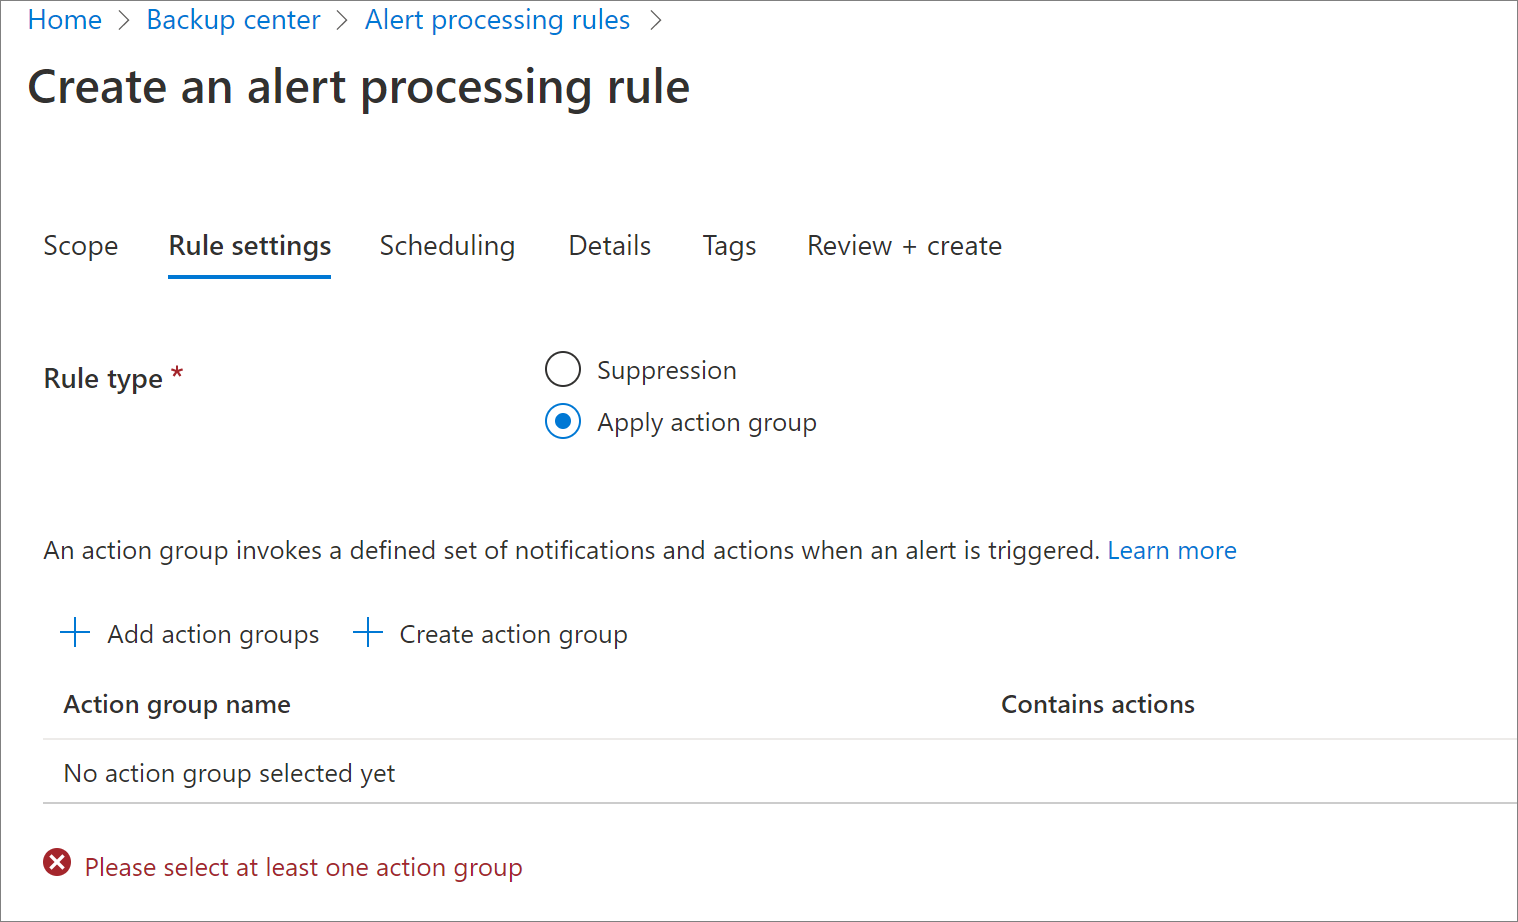 Home > Backup center > Alert processing rules >
Create an alert processing rule
Scope Rule settings Scheduling Details Tags Review + create
Rule type *
Suppression
Apply action group
An action group invokes a defined set of notifications and actions when an alert is triggered. Learn more
+ Add action groups + Create action group
Action group name Contains actions
No action group selected yet
Please select at least one action group